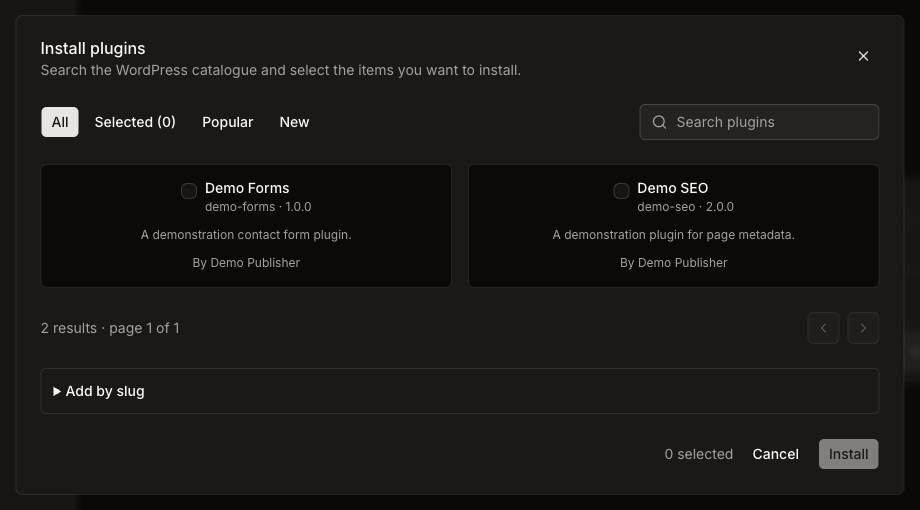 Install plugins
Search the WordPress catalogue and select the items you want to install.
All Selected (0) Popular New Search plugins
Demo Forms
demo-forms · 1.0.0
A demonstration contact form plugin.
By Demo Publisher
Demo SEO
demo-seo · 2.0.0
A demonstration plugin for page metadata.
By Demo Publisher
2 results · page 1 of 1
Add by slug
0 selected Cancel Install